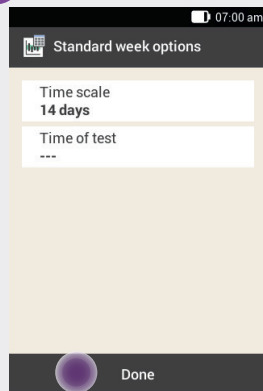 07:00 am
Standard week options
Time scale
14 days
Time of test
---
Done